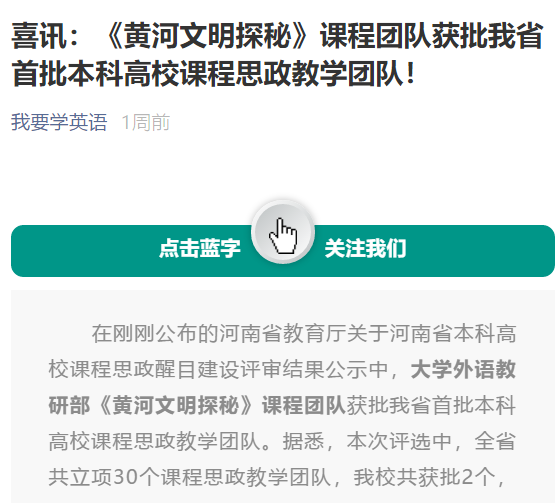 喜讯：《黄河文明探秘》课程团队获批我省
首批本科高校课程思政教学团队！
我要学英语 1周前
点击蓝字 关注我们
在刚刚公布的河南省教育厅关于河南省本科高
校课程思政醒目建设评审结果公示中，大学外语教
研部《黄河文明探秘》课程团队获批我省首批本科
高校课程思政教学团队。据悉，本次评选中，全省
共立项30个课程思政教学团队，我校共获批2个，